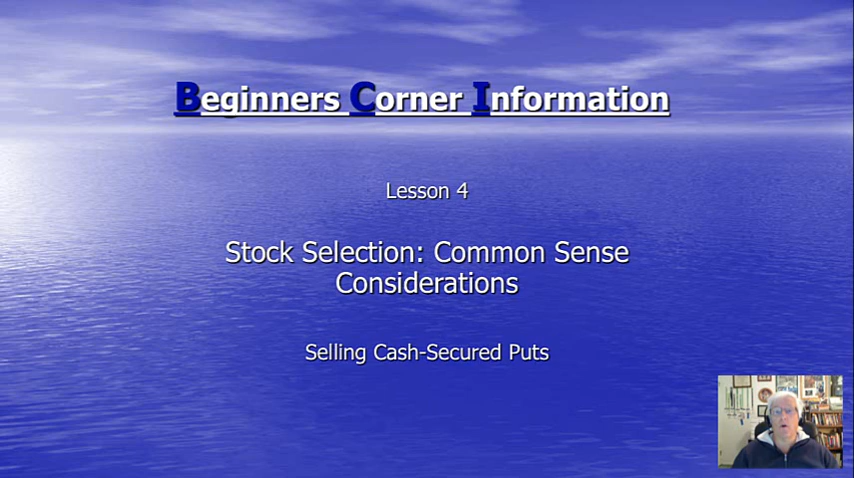 Beginners Corner Information
Lesson 4
Stock Selection: Common Sense
Considerations
Selling Cash-Secured Puts